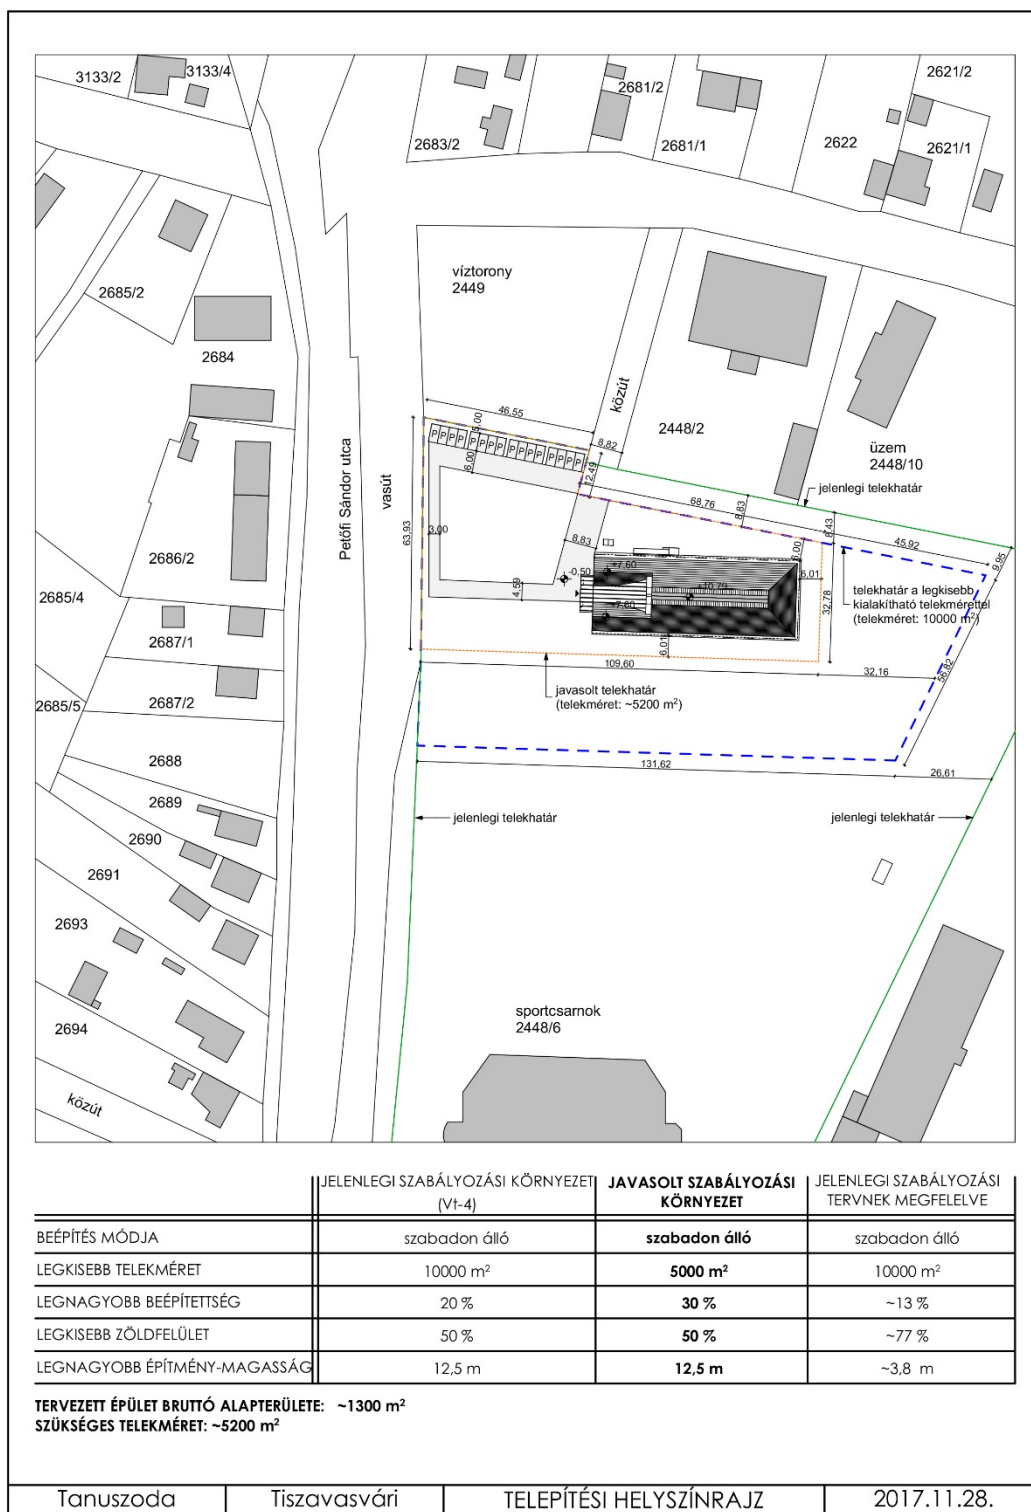 3133/2
3133/4
2683/2
2681/2
2681/1
2622
2621/2
2621/1
2685/2
2684
víztorony
2449
közút
2448/2
üzem
2448/10
jelenlegi telekhatár
46,55
5,00
P P P P P P P P P P P P P P P P
6,00
8,82
12,49
68,76
8,83
8,43
45,92
9,95
Petőfi Sándor utca
vasút
63,93
3,00
8,83
4,59
-0,50
+7,60
+10,79
+7,60
6,00
6,01
32,78
6,01
telekhatár a legkisebb
kialakítható telekmérettel
(telekméret: 10000 m²)
2686/2
2685/4
2687/1
2687/2
2685/5
109,60
32,16
56,82
javasolt telekhatár
(telekméret: ~5200 m²)
131,62
26,61
2688
2689
2690
2691
2693
2694
közút
jelenlegi telekhatár
jelenlegi telekhatár
sportcsarnok
2448/6
JELENLEGI SZABÁLYOZÁSI KÖRNYEZET
(Vt-4)
JAVASOLT SZABÁLYOZÁSI
KÖRNYEZET
JELENLEGI SZABÁLYOZÁSI
TERVNEK MEGFELELVE
BEÉPÍTÉS MÓDJA szabadon álló szabadon álló szabadon álló
LEGKISEBB TELEKMÉRET 10000 m² 5000 m² 10000 m²
LEGNAGYOBB BEÉPÍTETTSÉG 20 % 30 % ~13 %
LEGKISEBB ZÖLDFELÜLET 50 % 50 % ~77 %
LEGNAGYOBB ÉPÍTMÉNY-MAGASSÁG 12,5 m 12,5 m ~3,8 m
TERVEZETT ÉPÜLET BRUTTÓ ALAPTERÜLETE: ~1300 m²
SZÜKSÉGES TELEKMÉRET: ~5200 m²
Tanuszoda Tiszavasvári TELEPÍTÉSI HELYSZÍNRAJZ 2017.11.28.